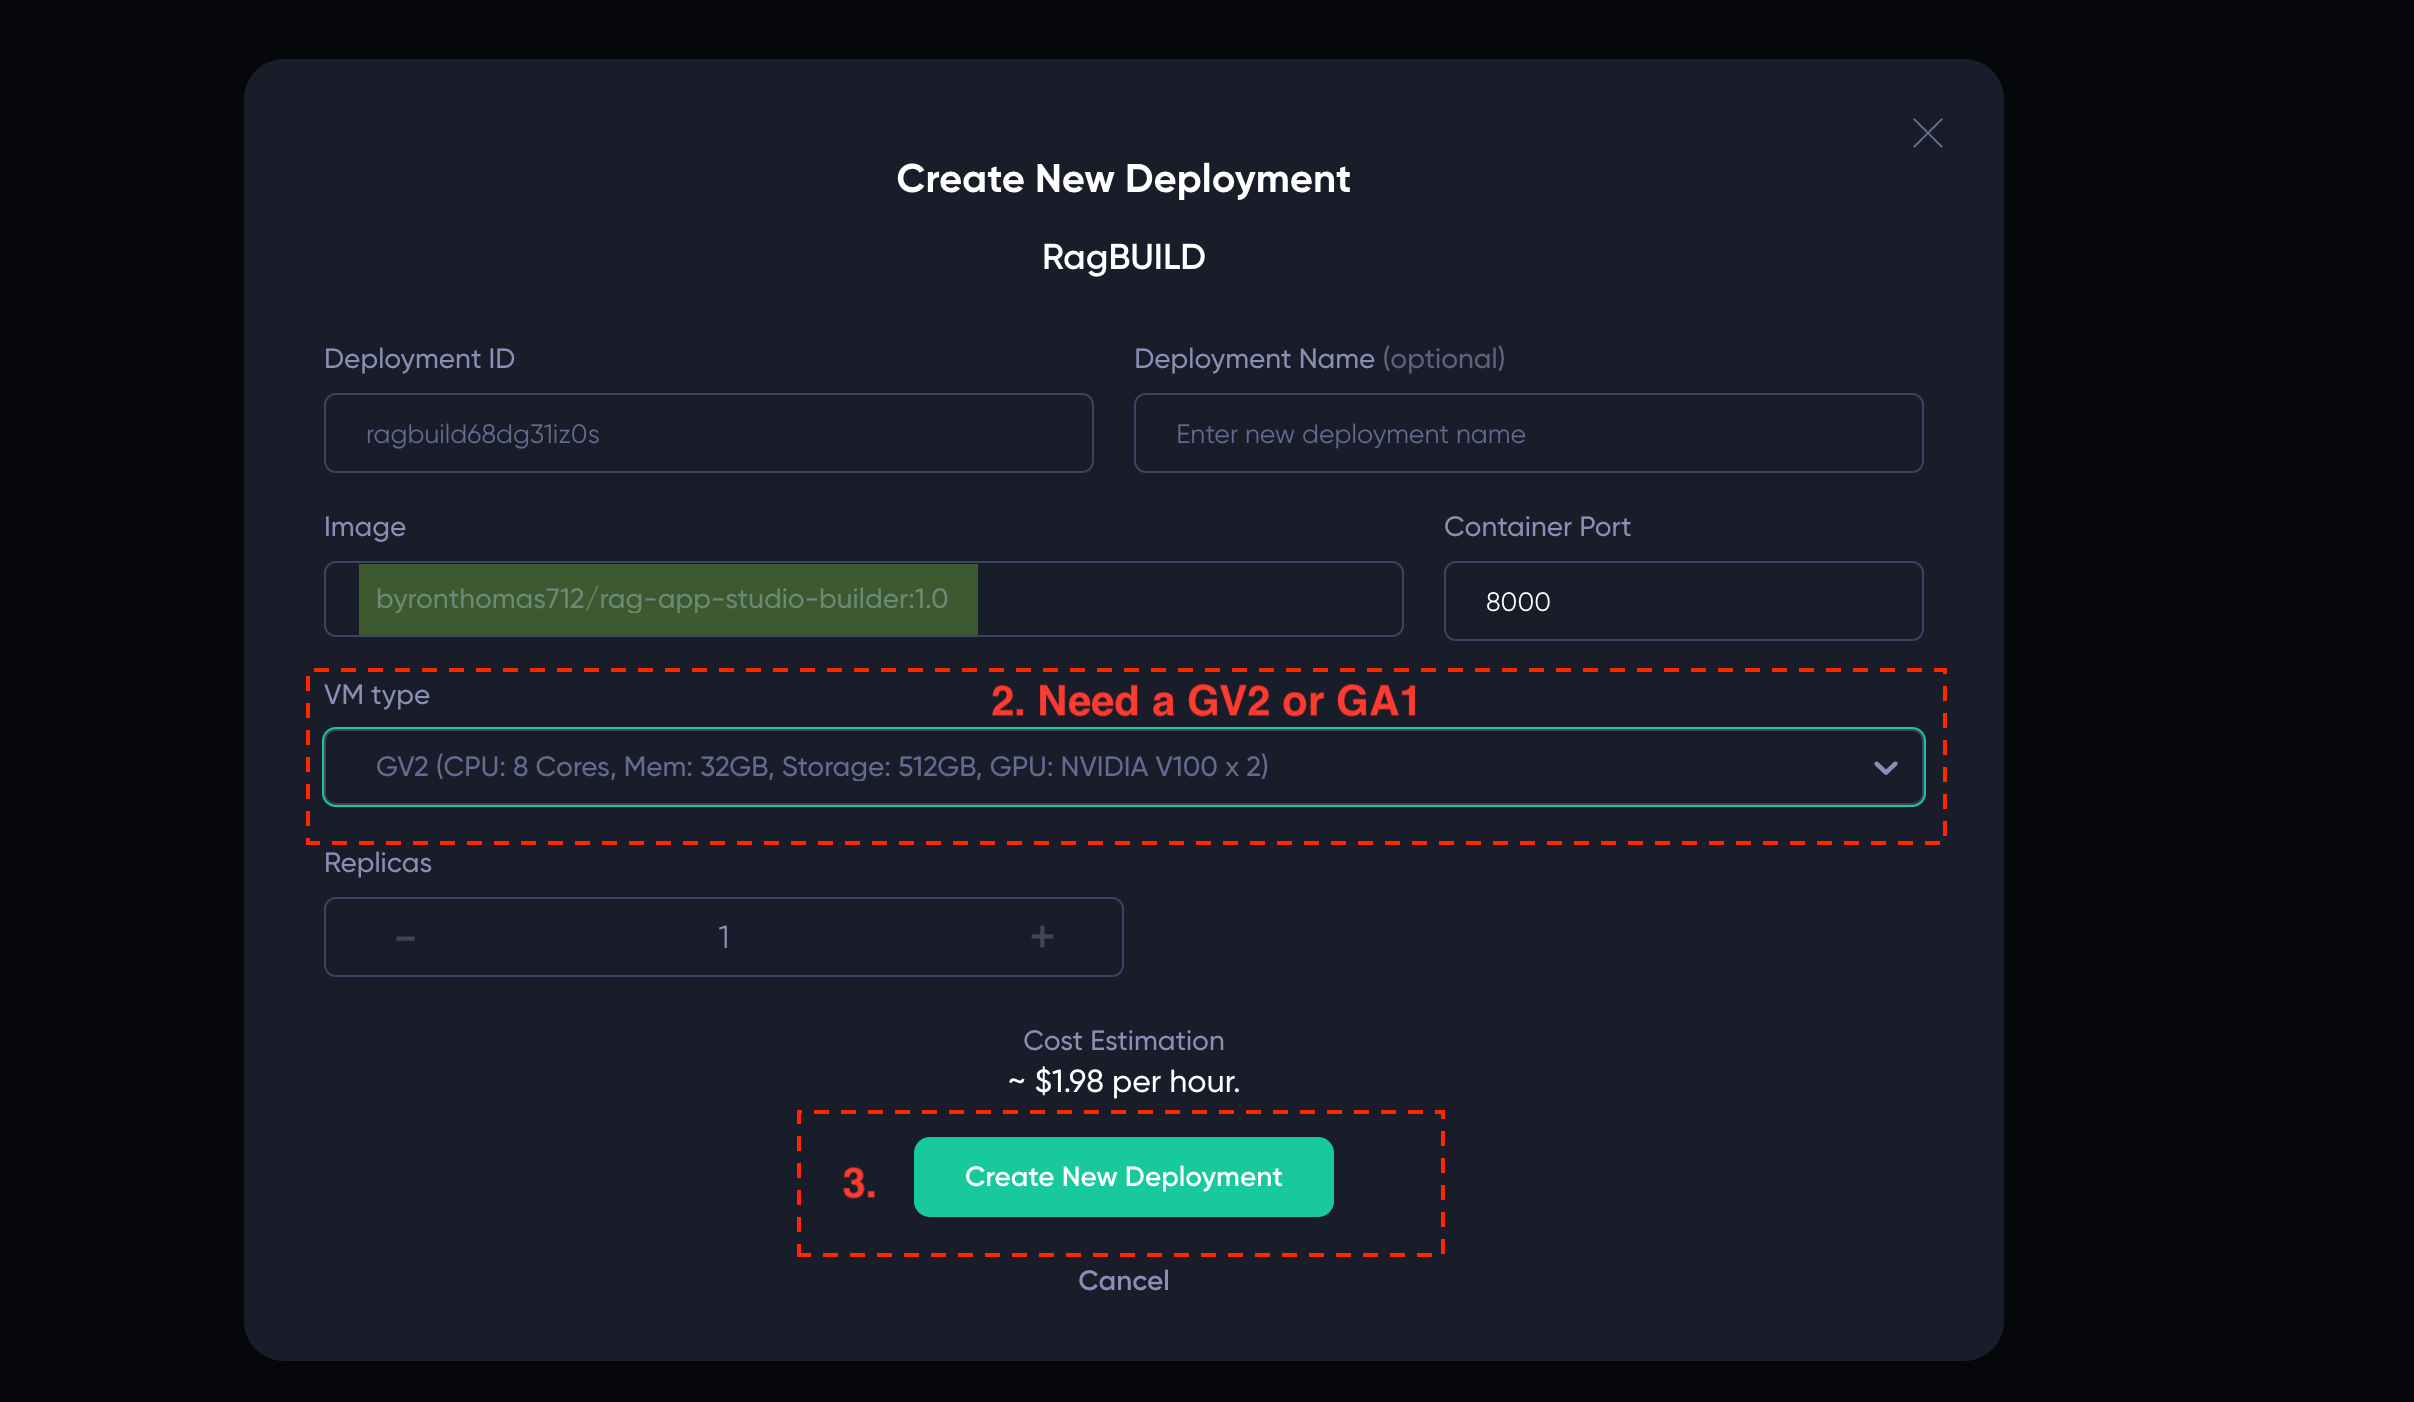 Create New Deployment
RagBUILD
Deployment ID
Deployment Name (optional)
ragbuild68dg31iz0s
Enter new deployment name
Image
Container Port
byronthomas712/rag-app-studio-builder:1.0
8000
VM type
2. Need a GV2 or GA1
GV2 (CPU: 8 Cores, Mem: 32GB, Storage: 512GB, GPU: NVIDIA V100 x 2)
Replicas
− 1 +
Cost Estimation
~ $1.98 per hour.
3.
Create New Deployment
Cancel